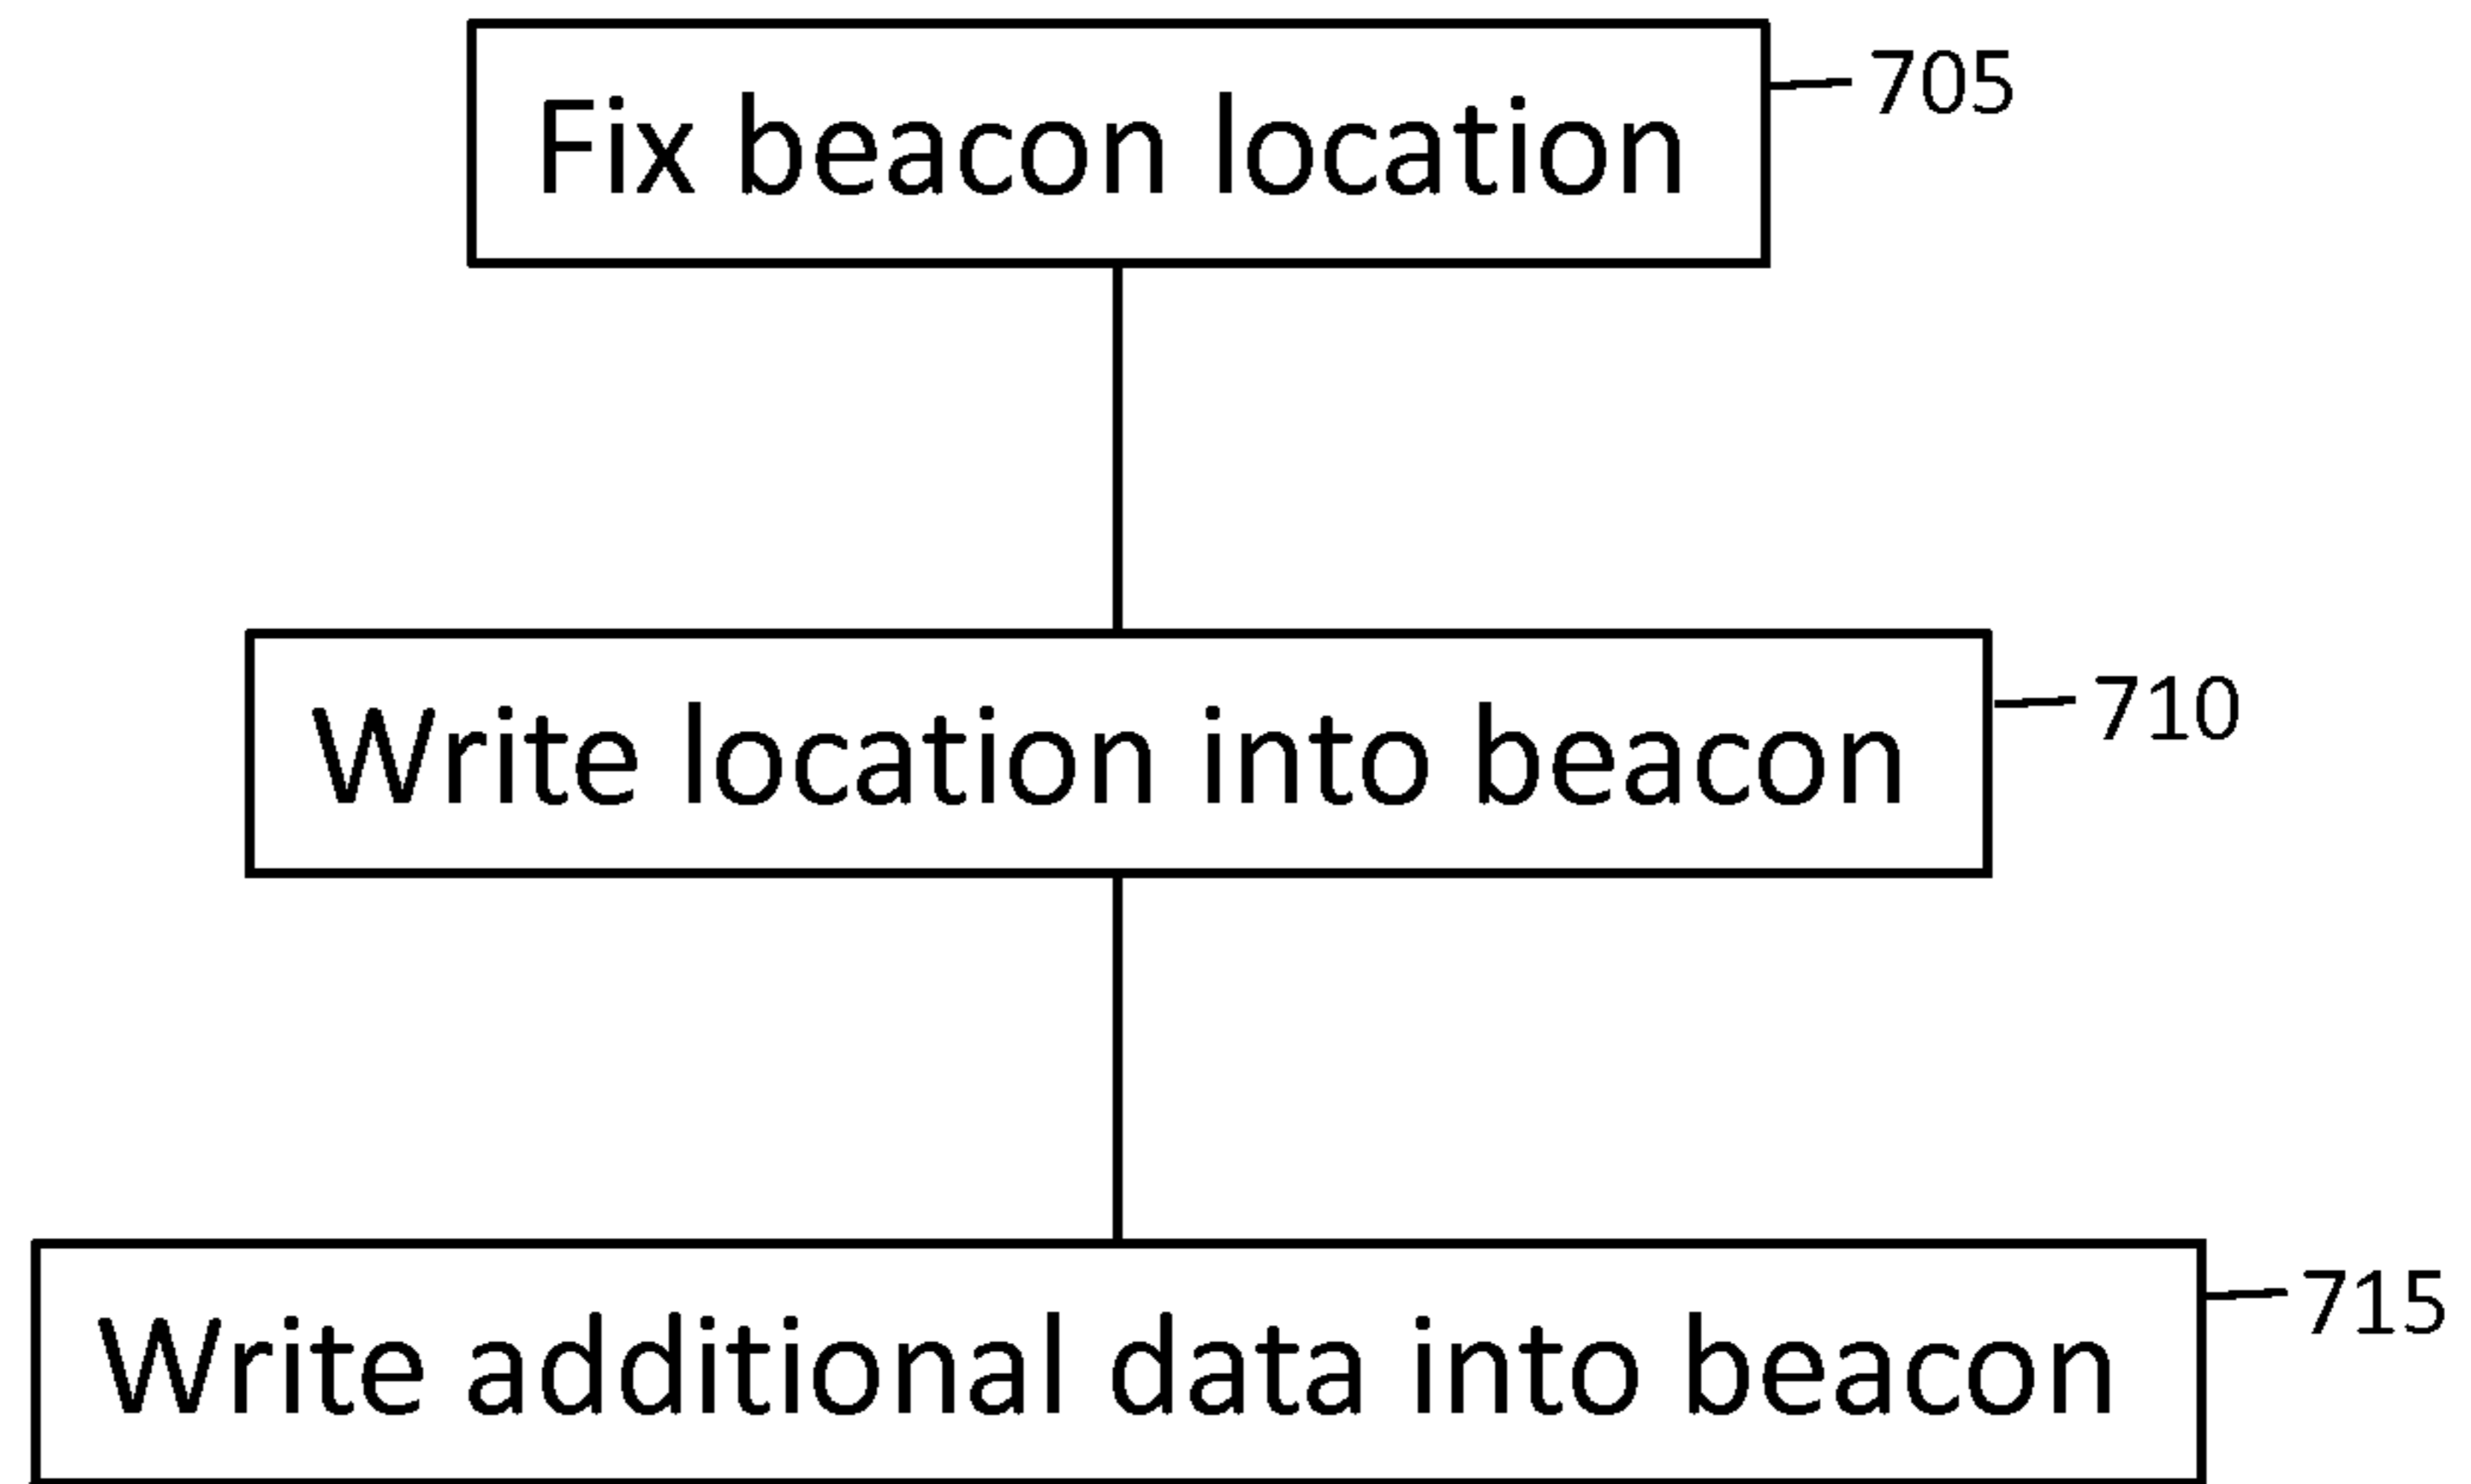 Fix beacon location
705
Write location into beacon
710
Write additional data into beacon
715